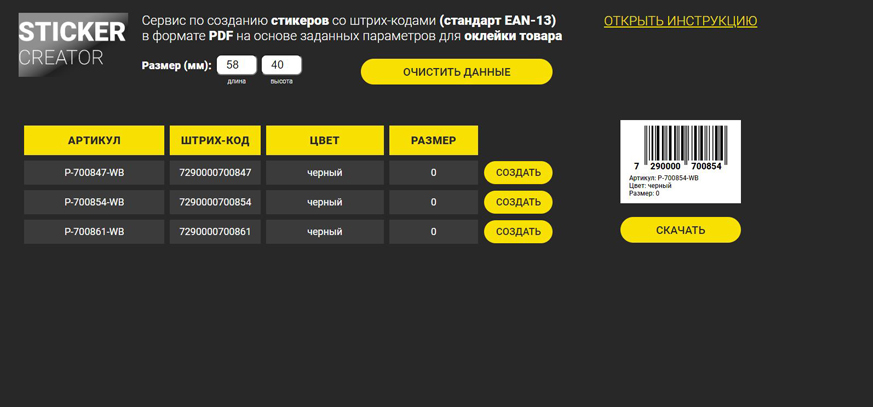 STICKER
CREATOR
Сервис по созданию стикеров со штрих-кодами (стандарт EAN-13)
в формате PDF на основе заданных параметров для оклейки товара
ОТКРЫТЬ ИНСТРУКЦИЮ
Размер (мм): 58 40
длина высота
ОЧИСТИТЬ ДАННЫЕ
АРТИКУЛ ШТРИХ-КОД ЦВЕТ РАЗМЕР
P-700847-WB 7290000700847 черный 0 СОЗДАТЬ
P-700854-WB 7290000700854 черный 0 СОЗДАТЬ
P-700861-WB 7290000700861 черный 0 СОЗДАТЬ
7 290000 700854
Артикул: P-700854-WB
Цвет: черный
Размер: 0
СКАЧАТЬ